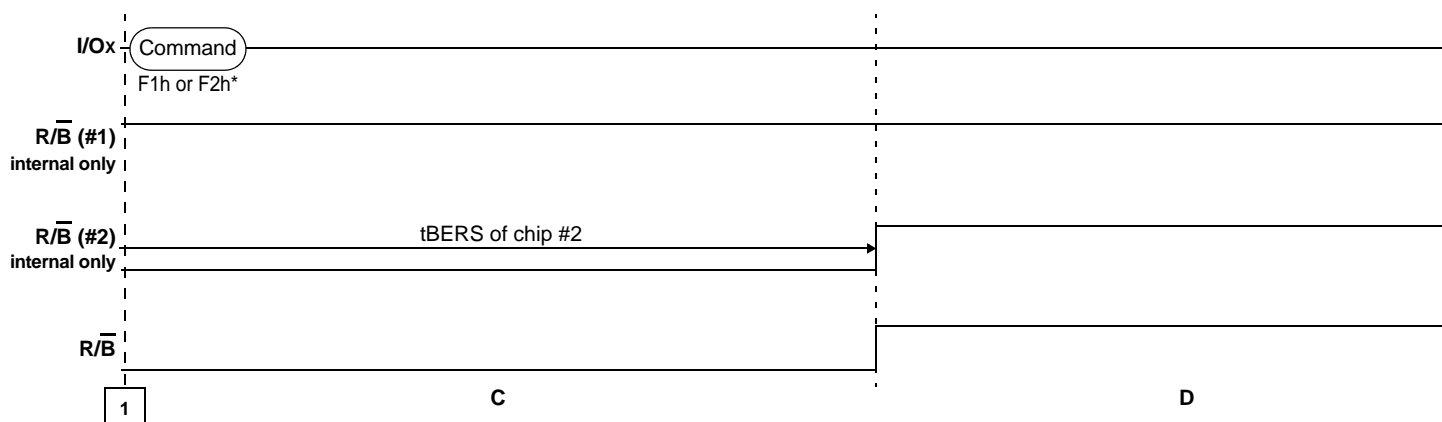 I/Ox
Command
F1h or F2h*
R/B̅ (#1)
internal only
R/B̅ (#2)
internal only
tBERS of chip #2
R/B̅
1
C
D